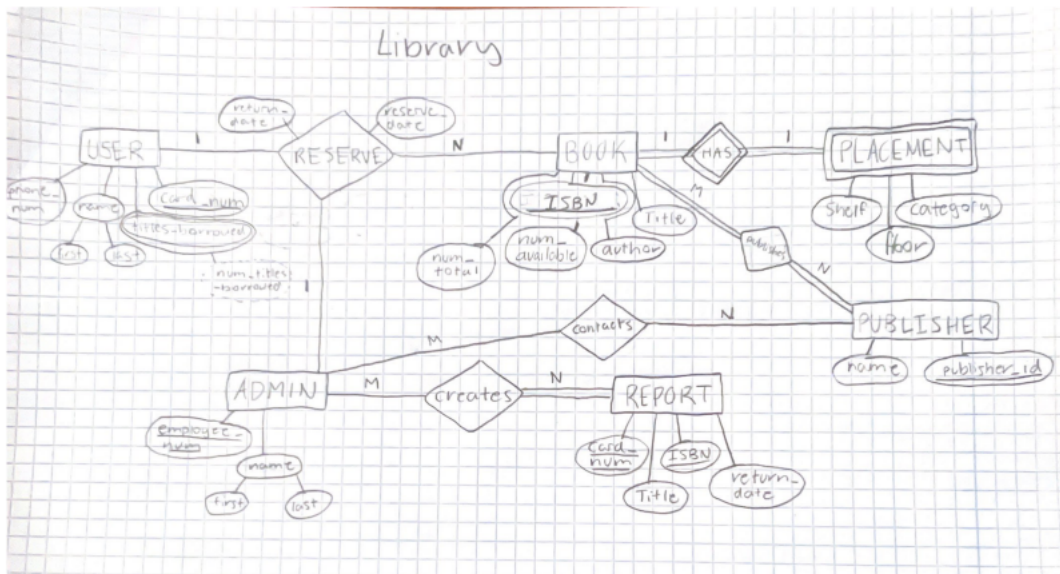 Library
return_
date
reserve_
date
USER
1
RESERVE
N
BOOK
1
HAS
1
PLACEMENT
phone_
num
name
card_num
titles-borrowed
first
last
num_titles
-borrowed
1
ISBN
Title
num_
total
num_
available
author
M
Shelf
floor
category
publishes
N
PUBLISHER
name
publisher_id
M
contacts
N
ADMIN
M
creates
N
REPORT
employee_
num
name
first
last
card_
num
ISBN
Title
return_
date